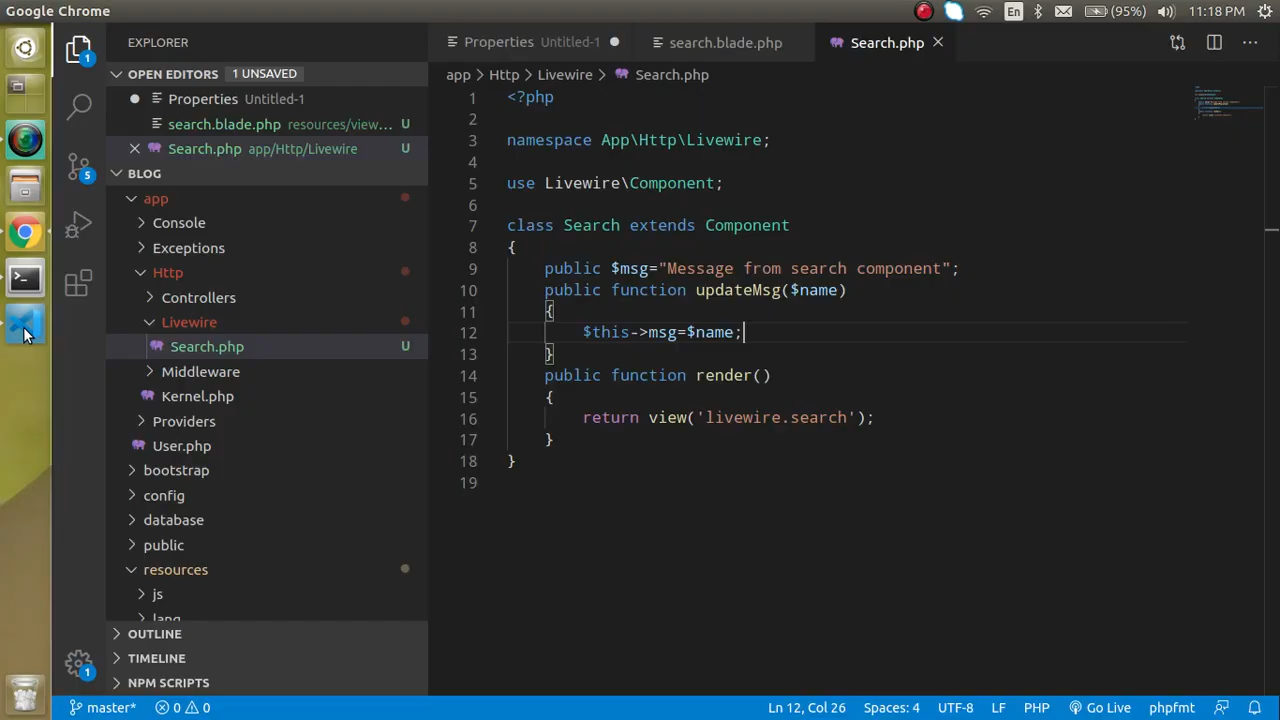 Google Chrome
En
(95%)
11:18 PM
EXPLORER
OPEN EDITORS 1 UNSAVED
Properties Untitled-1
search.blade.php resources/view... U
Search.php app/Http/Livewire U
BLOG
app
Console
Exceptions
Http
Controllers
Livewire
Search.php U
Middleware
Kernel.php
Providers
User.php
bootstrap
config
database
public
resources
js
lang
OUTLINE
TIMELINE
NPM SCRIPTS
1
5
1
Properties Untitled-1
search.blade.php
Search.php
app > Http > Livewire > Search.php
1 <?php
2
3 namespace App\Http\Livewire;
4
5 use Livewire\Component;
6
7 class Search extends Component
8 {
9 public $msg="Message from search component";
10 public function updateMsg($name)
11 {
12 $this->msg=$name;
13 }
14 public function render()
15 {
16 return view('livewire.search');
17 }
18 }
19
master* 0 0
Ln 12, Col 26 Spaces: 4 UTF-8 LF PHP Go Live phpfmt